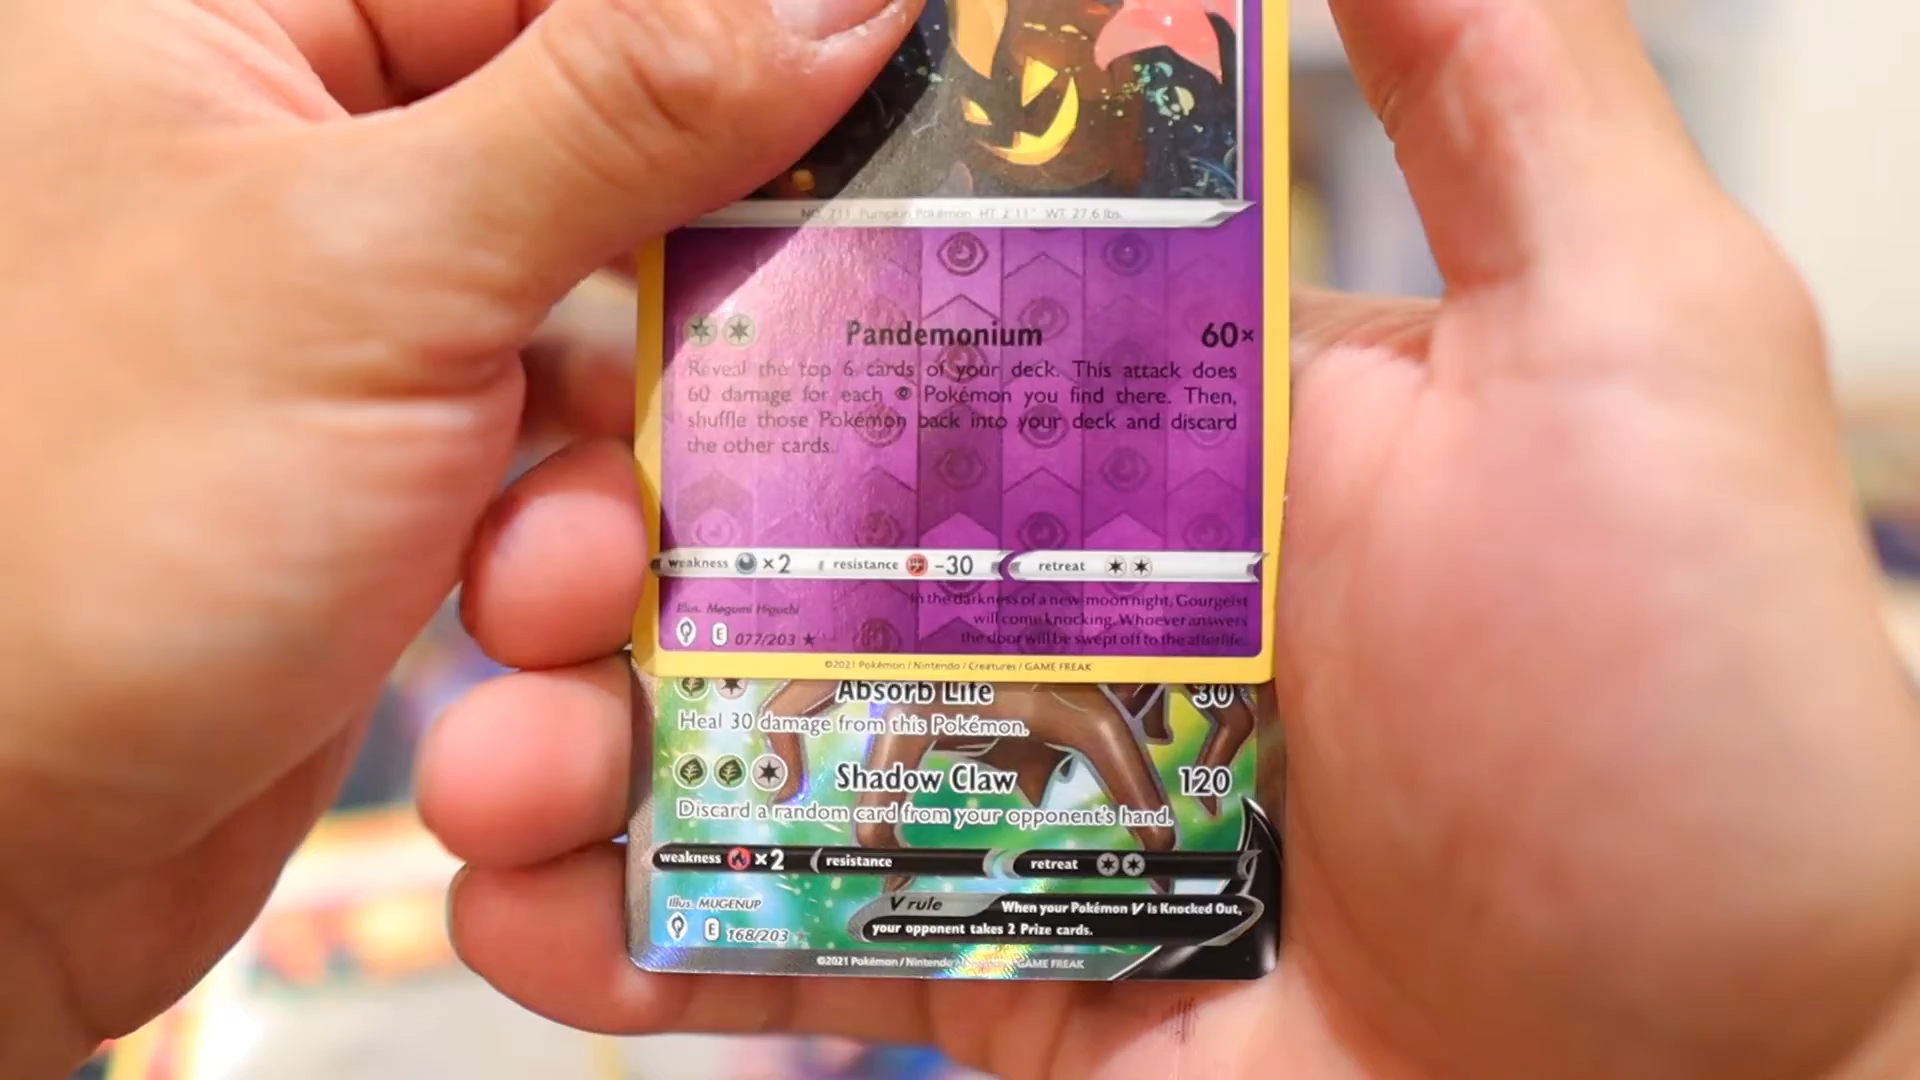 NO. 711 Pumpkin Pokémon HT: 2'11" WT: 27.6 lbs.
Pandemonium 60×
Reveal the top 6 cards of your deck. This attack does
60 damage for each Pokémon you find there. Then,
shuffle those Pokémon back into your deck and discard
the other cards.
weakness ×2 resistance -30 retreat
Illus. Megumi Higuchi
In the darkness of a new-moon night, Gourgeist
will come knocking. Whoever answers
the door will be swept off to the afterlife.
E 077/203 ★
©2021 Pokémon / Nintendo / Creatures / GAME FREAK
Absorb Life 30
Heal 30 damage from this Pokémon.
Shadow Claw 120
Discard a random card from your opponent's hand.
weakness ×2 resistance retreat
Illus. MUGENUP
V rule When your Pokémon V is Knocked Out,
your opponent takes 2 Prize cards.
E 168/203
©2021 Pokémon / Nintendo GAME FREAK